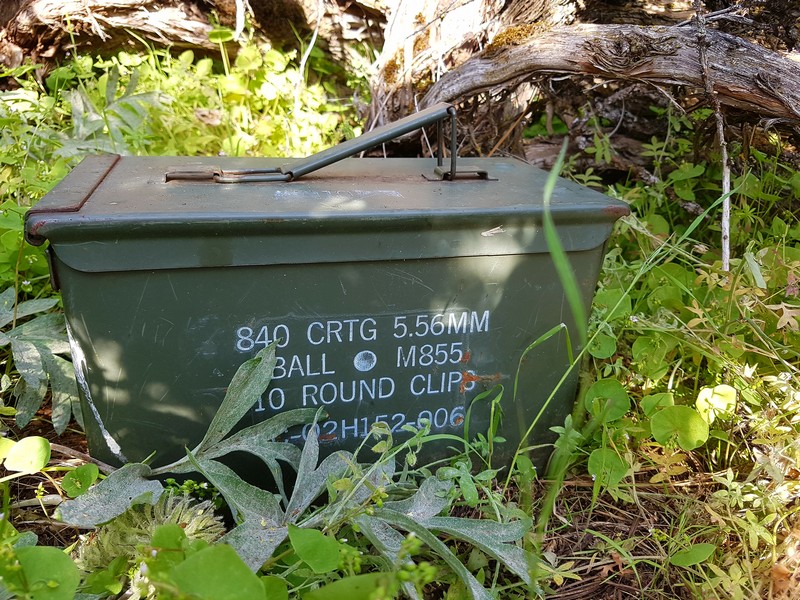 840 CRTG 5.56MM
BALL M855
10 ROUND CLIPS
-02H152-006